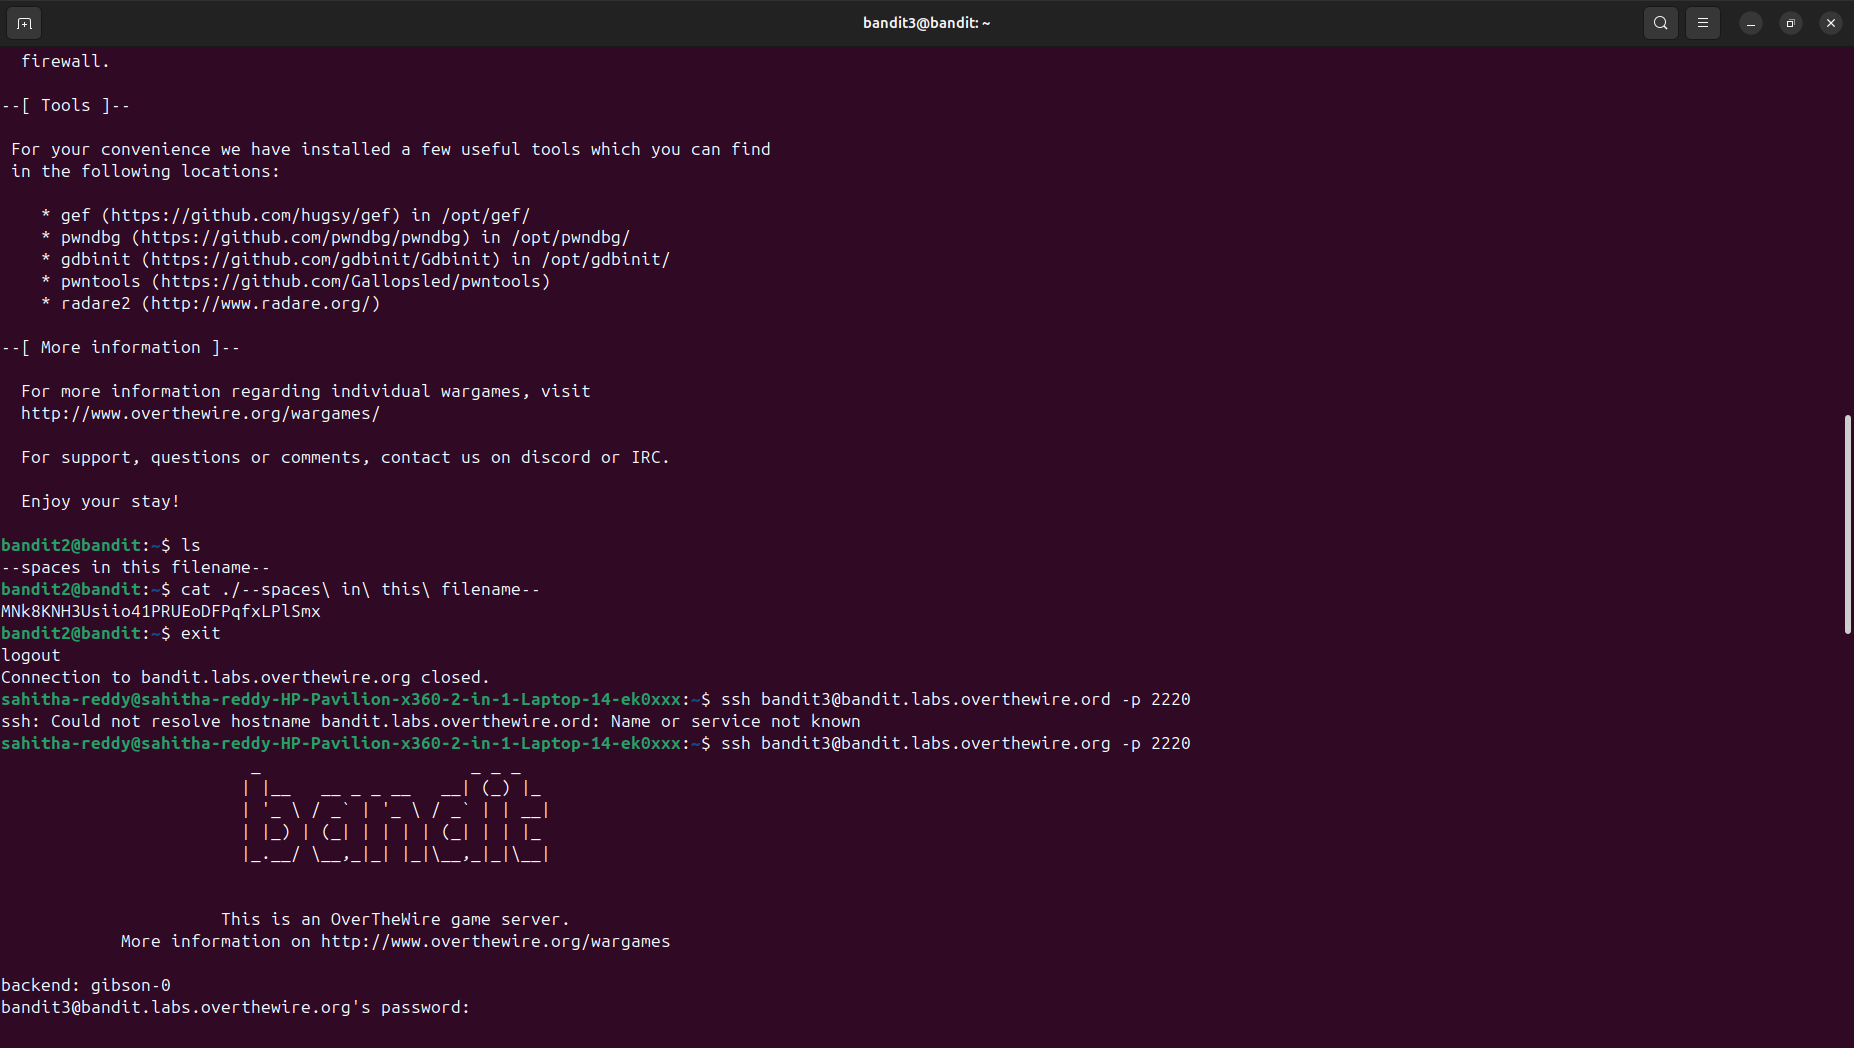 bandit3@bandit: ~
firewall.
--[ Tools ]--
For your convenience we have installed a few useful tools which you can find
in the following locations:
* gef (https://github.com/hugsy/gef) in /opt/gef/
* pwndbg (https://github.com/pwndbg/pwndbg) in /opt/pwndbg/
* gdbinit (https://github.com/gdbinit/Gdbinit) in /opt/gdbinit/
* pwntools (https://github.com/Gallopsled/pwntools)
* radare2 (http://www.radare.org/)
--[ More information ]--
For more information regarding individual wargames, visit
http://www.overthewire.org/wargames/
For support, questions or comments, contact us on discord or IRC.
Enjoy your stay!
bandit2@bandit:~$ ls
--spaces in this filename--
bandit2@bandit:~$ cat ./--spaces\ in\ this\ filename--
MNk8KNH3Usiio41PRUEoDFPqfxLPlSmx
bandit2@bandit:~$ exit
logout
Connection to bandit.labs.overthewire.org closed.
sahitha-reddy@sahitha-reddy-HP-Pavilion-x360-2-in-1-Laptop-14-ek0xxx:~$ ssh bandit3@bandit.labs.overthewire.ord -p 2220
ssh: Could not resolve hostname bandit.labs.overthewire.ord: Name or service not known
sahitha-reddy@sahitha-reddy-HP-Pavilion-x360-2-in-1-Laptop-14-ek0xxx:~$ ssh bandit3@bandit.labs.overthewire.org -p 2220
bandit
This is an OverTheWire game server.
More information on http://www.overthewire.org/wargames
backend: gibson-0
bandit3@bandit.labs.overthewire.org's password: